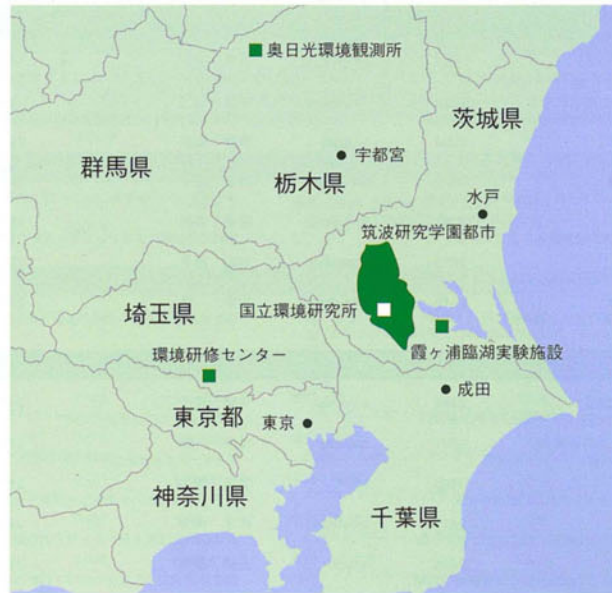 奥日光環境観測所
茨城県
群馬県
宇都宮
栃木県
水戸
筑波研究学園都市
国立環境研究所
埼玉県
環境研修センター
霞ヶ浦臨湖実験施設
成田
東京都
東京
神奈川県
千葉県